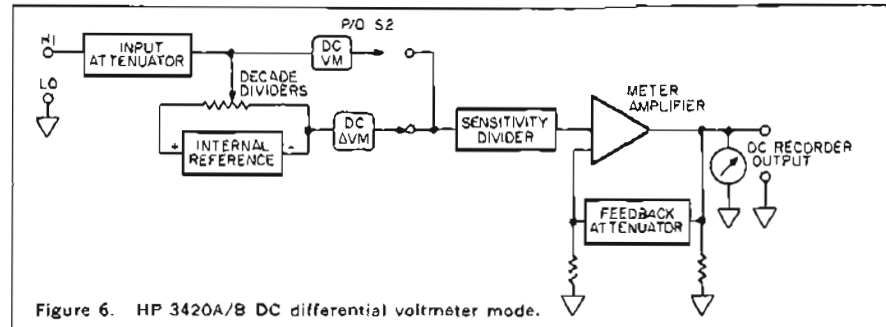 P/O S2
HI
INPUT
ATTENUATOR
DC
VM
LO
DECADE
DIVIDERS
METER
AMPLIFIER
+ INTERNAL -
REFERENCE
DC
ΔVM
SENSITIVITY
DIVIDER
DC RECORDER
OUTPUT
FEEDBACK
ATTENUATOR
Figure 6. HP 3420A/B DC differential voltmeter mode.